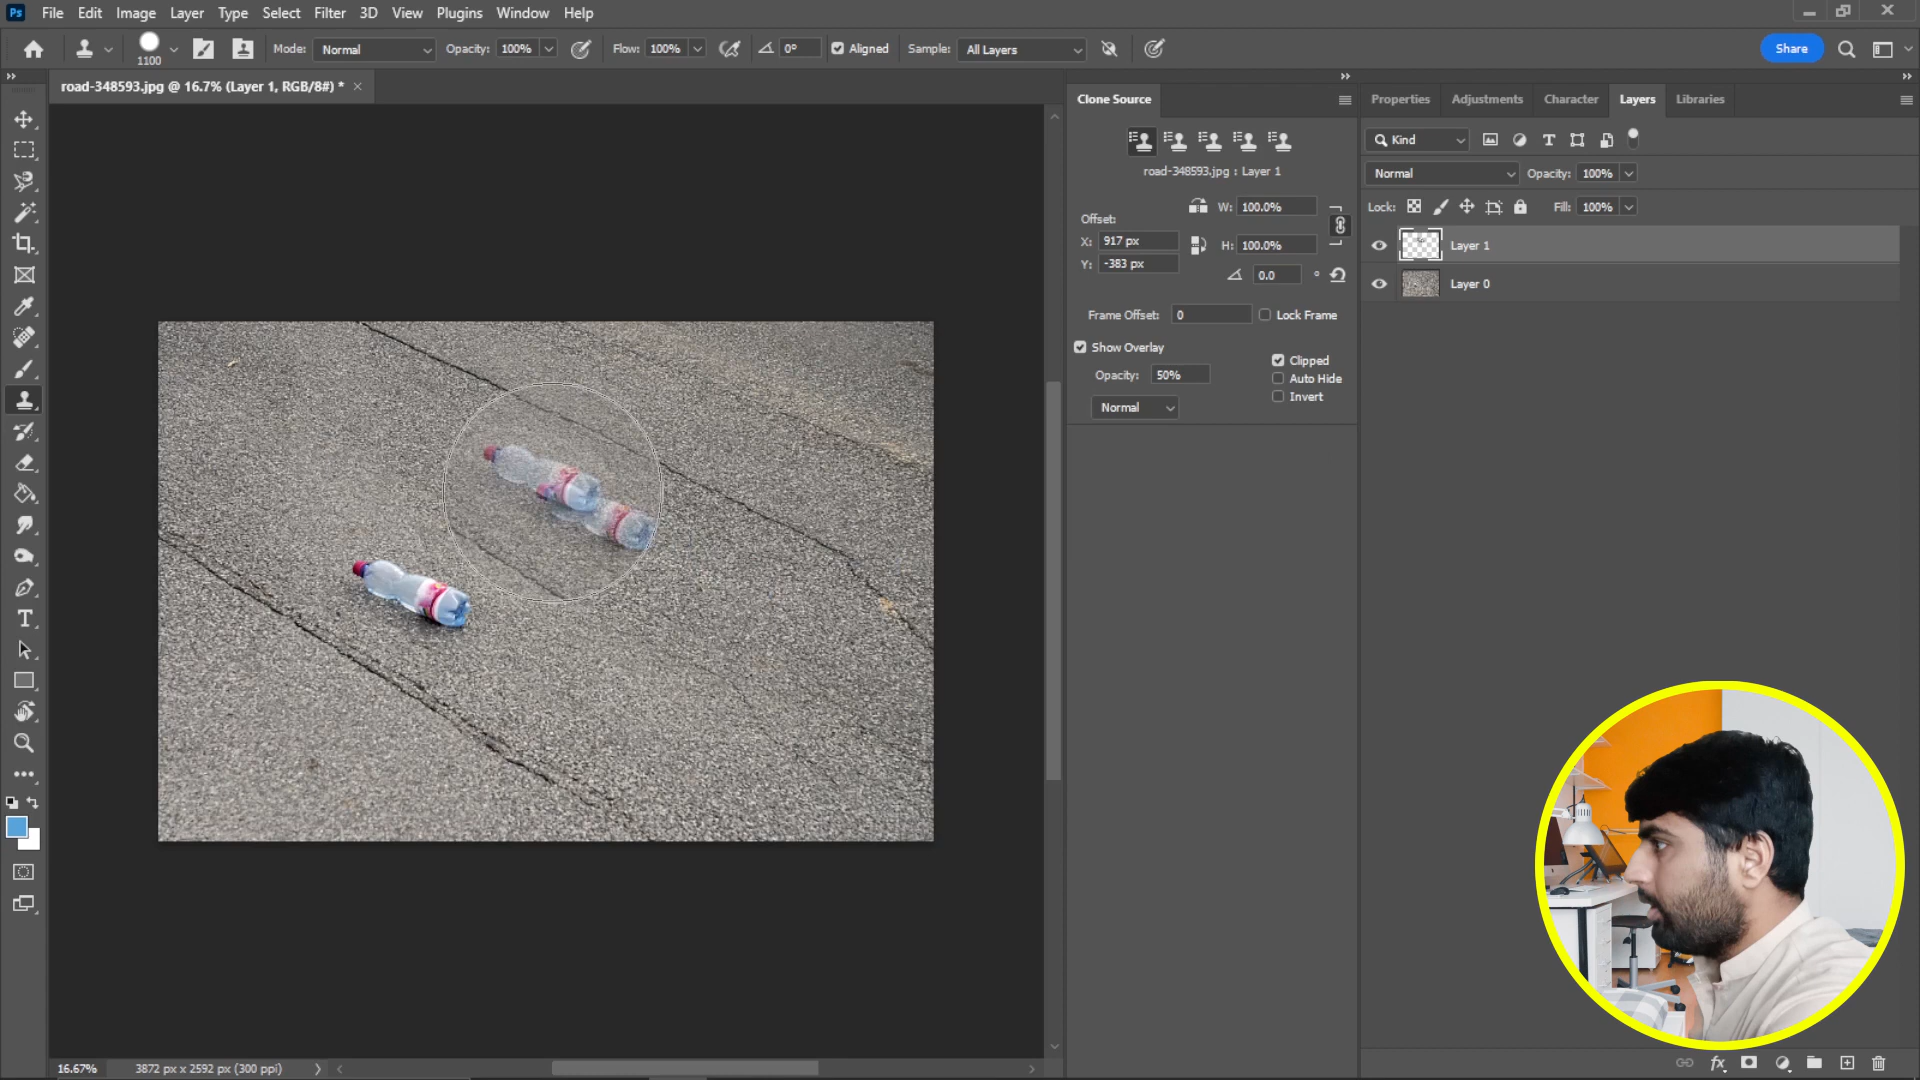 Ps File Edit Image Layer Type Select Filter 3D View Plugins Window Help
1100 Mode: Normal Opacity: 100% Flow: 100% 0° Aligned Sample: All Layers Share
road-348593.jpg @ 16.7% (Layer 1, RGB/8#) * ×
Clone Source
road-348593.jpg : Layer 1
Offset:
W: 100.0%
X: 917 px
H: 100.0%
Y: -383 px
0.0 °
Frame Offset: 0 Lock Frame
Show Overlay
Clipped
Opacity: 50%
Auto Hide
Normal
Invert
Properties Adjustments Character Layers Libraries
Kind
Normal Opacity: 100%
Lock: Fill: 100%
Layer 1
Layer 0
16.67% 3872 px x 2592 px (300 ppi)